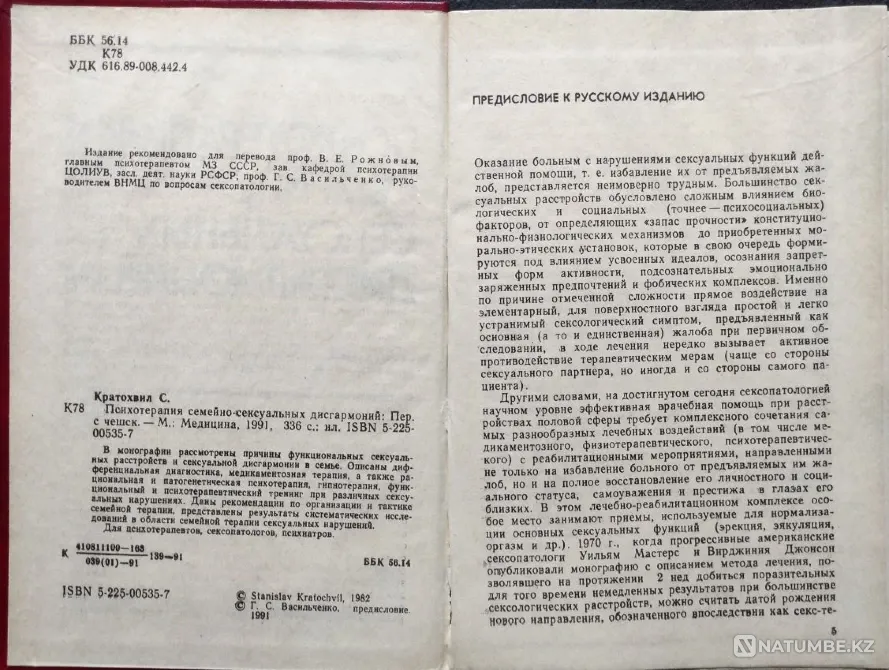 ББК 56.14
К78
УДК 616.89-008.442.4
Издание рекомендовано для перевода проф. В. Е. Рожновым,
главным психотерапевтом МЗ СССР, зав кафедрой психотерапии
ЦОЛИУВ, засл. деят. науки РСФСР, проф. Г. С. Васильченко, руко-
водителем ВНМЦ по вопросам сексопатологии.
Кратохвил С.
К78 Психотерапия семейно-сексуальных дисгармоний: Пер.
с чешск. — М.: Медицина, 1991, 336 с.: ил. ISBN 5-225-
00535-7
В монографии рассмотрены причины функциональных сексуаль-
ных расстройств и сексуальной дисгармонии в семье. Описаны диф-
ференциальная диагностика, медикаментозная терапия, а также ра-
циональная и патогенетическая психотерапия, гипнотерапия, функ-
циональный и психотерапевтический тренинг при различных сексу-
альных нарушениях. Даны рекомендации по организации и тактике
семейной терапии, представлены результаты систематических иссле-
дований в области семейной терапии сексуальных нарушений.
Для психотерапевтов, сексопатологов, психиатров.
К 410811100—163
039(01)—91 139—91
ББК 56.14
ISBN 5-225-00535-7
© Stanislav Kratochvíl, 1982
© Г. С. Васильченко, предисловие
1991
ПРЕДИСЛОВИЕ К РУССКОМУ ИЗДАНИЮ
Оказание больным с нарушениями сексуальных функций дей-
ственной помощи, т. е. избавление их от предъявляемых жа-
лоб, представляется неимоверно трудным. Большинство сек-
суальных расстройств обусловлено сложным влиянием био-
логических и социальных (точнее — психосоциальных)
факторов, от определяющих «запас прочности» конституцио-
нально-физиологических механизмов до приобретенных мо-
рально-этических установок, которые в свою очередь форми-
руются под влиянием усвоенных идеалов, осознания запрет-
ных форм активности, подсознательных эмоционально
заряженных предпочтений и фобических комплексов. Именно
по причине отмеченной сложности прямое воздействие на
элементарный, для поверхностного взгляда простой и легко
устранимый сексологический симптом, предъявленный как
основная (а то и единственная) жалоба при первичном об-
следовании, в ходе лечения нередко вызывает активное
противодействие терапевтическим мерам (чаще со стороны
сексуального партнера, но иногда и со стороны самого па-
циента).
Другими словами, на достигнутом сегодня сексопатологией
научном уровне эффективная врачебная помощь при расст-
ройствах половой сферы требует комплексного сочетания са-
мых разнообразных лечебных воздействий (в том числе ме-
дикаментозного, физиотерапевтического, психотерапевтическо-
го) с реабилитационными мероприятиями, направленными
не только на избавление больного от предъявляемых им жа-
лоб, но и на полное восстановление его личностного и соци-
ального статуса, самоуважения и престижа в глазах его
близких. В этом лечебно-реабилитационном комплексе осо-
бое место занимают приемы, используемые для нормализа-
ции основных сексуальных функций (эрекция, эякуляция,
оргазм и др.). 1970 г., когда прогрессивные американские
сексопатологи Уильям Мастерс и Вирджиния Джонсон
опубликовали монографию с описанием метода лечения, по-
зволявшего на протяжении 2 нед добиться поразительных
для того времени немедленных результатов при большинстве
сексологических расстройств, можно считать датой рождения
нового направления, обозначенного впоследствии как секс-те-
5
NATUMBE.KZ